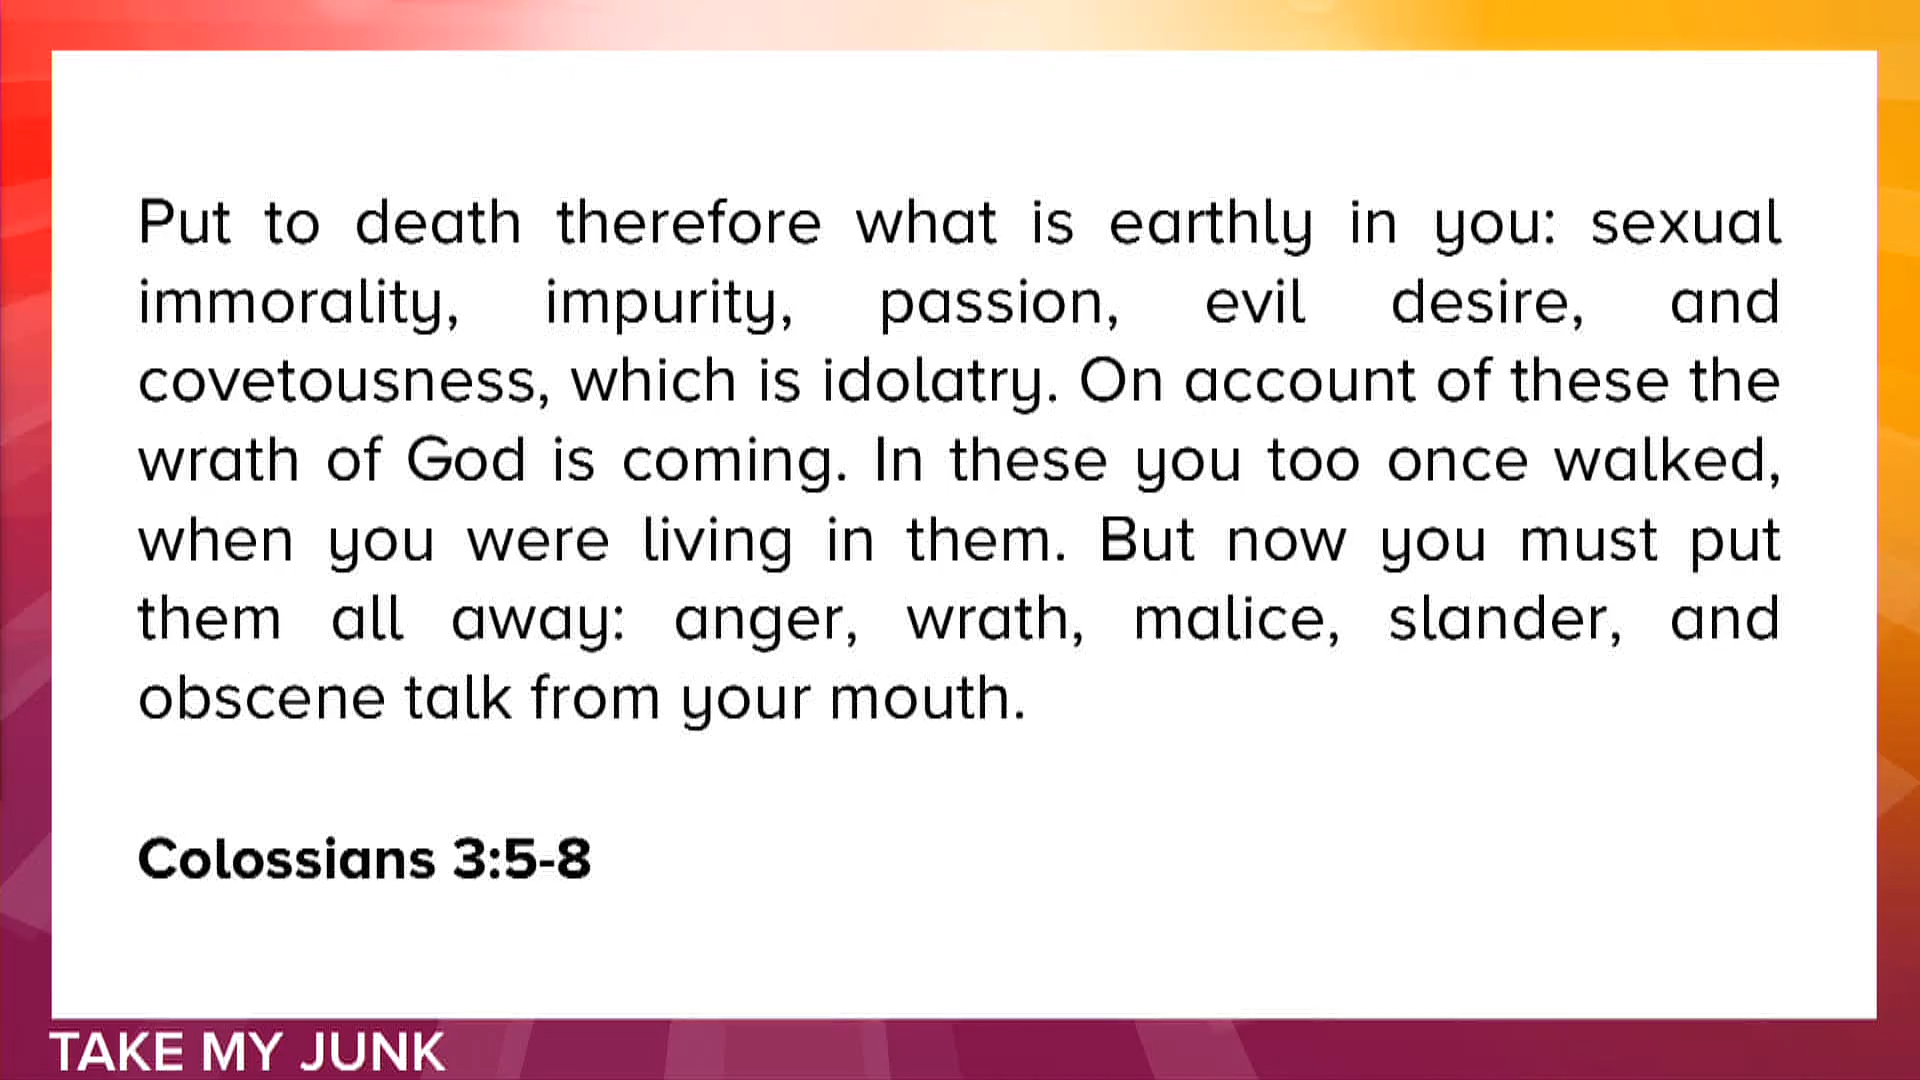 Put to death therefore what is earthly in you: sexual
immorality, impurity, passion, evil desire, and
covetousness, which is idolatry. On account of these the
wrath of God is coming. In these you too once walked,
when you were living in them. But now you must put
them all away: anger, wrath, malice, slander, and
obscene talk from your mouth.
Colossians 3:5-8
TAKE MY JUNK